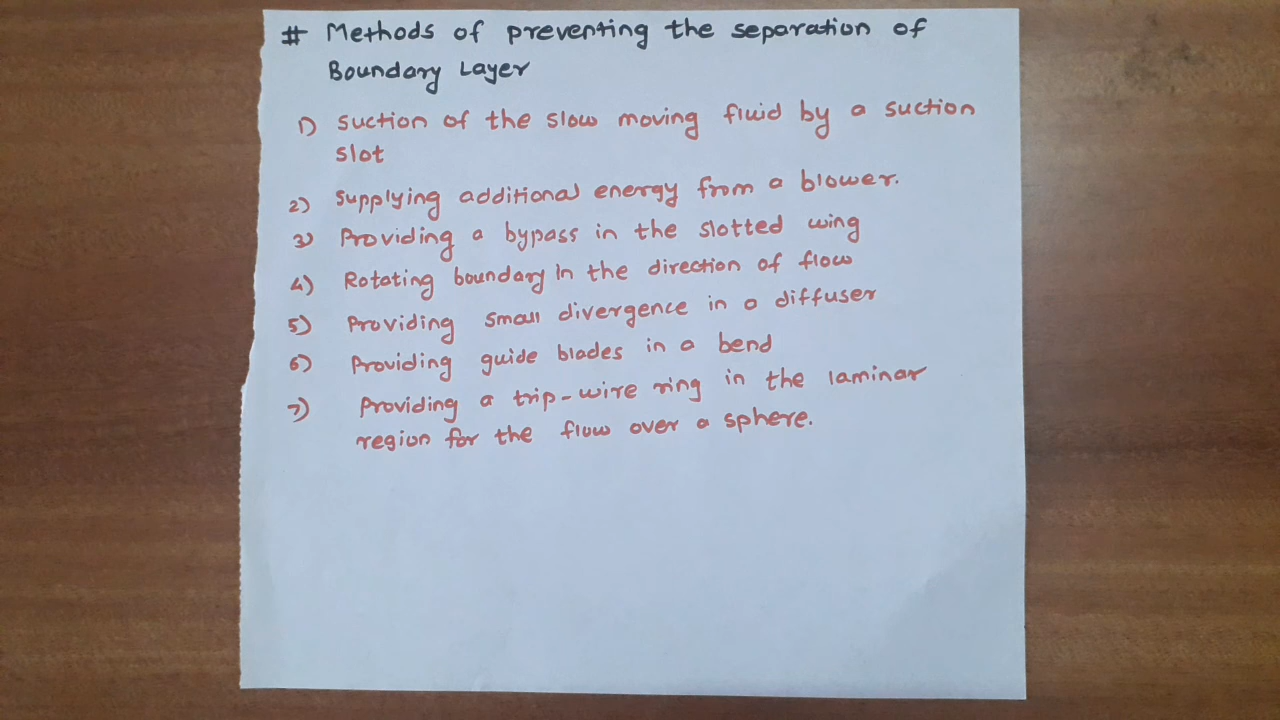 # Methods of preventing the separation of
Boundary Layer
1) suction of the slow moving fluid by a suction
slot
2) Supplying additional energy from a blower.
3) Providing a bypass in the slotted wing
4) Rotating boundary in the direction of flow
5) Providing small divergence in a diffuser
6) Providing guide blades in a bend
7) Providing a trip-wire ring in the laminar
region for the flow over a sphere.